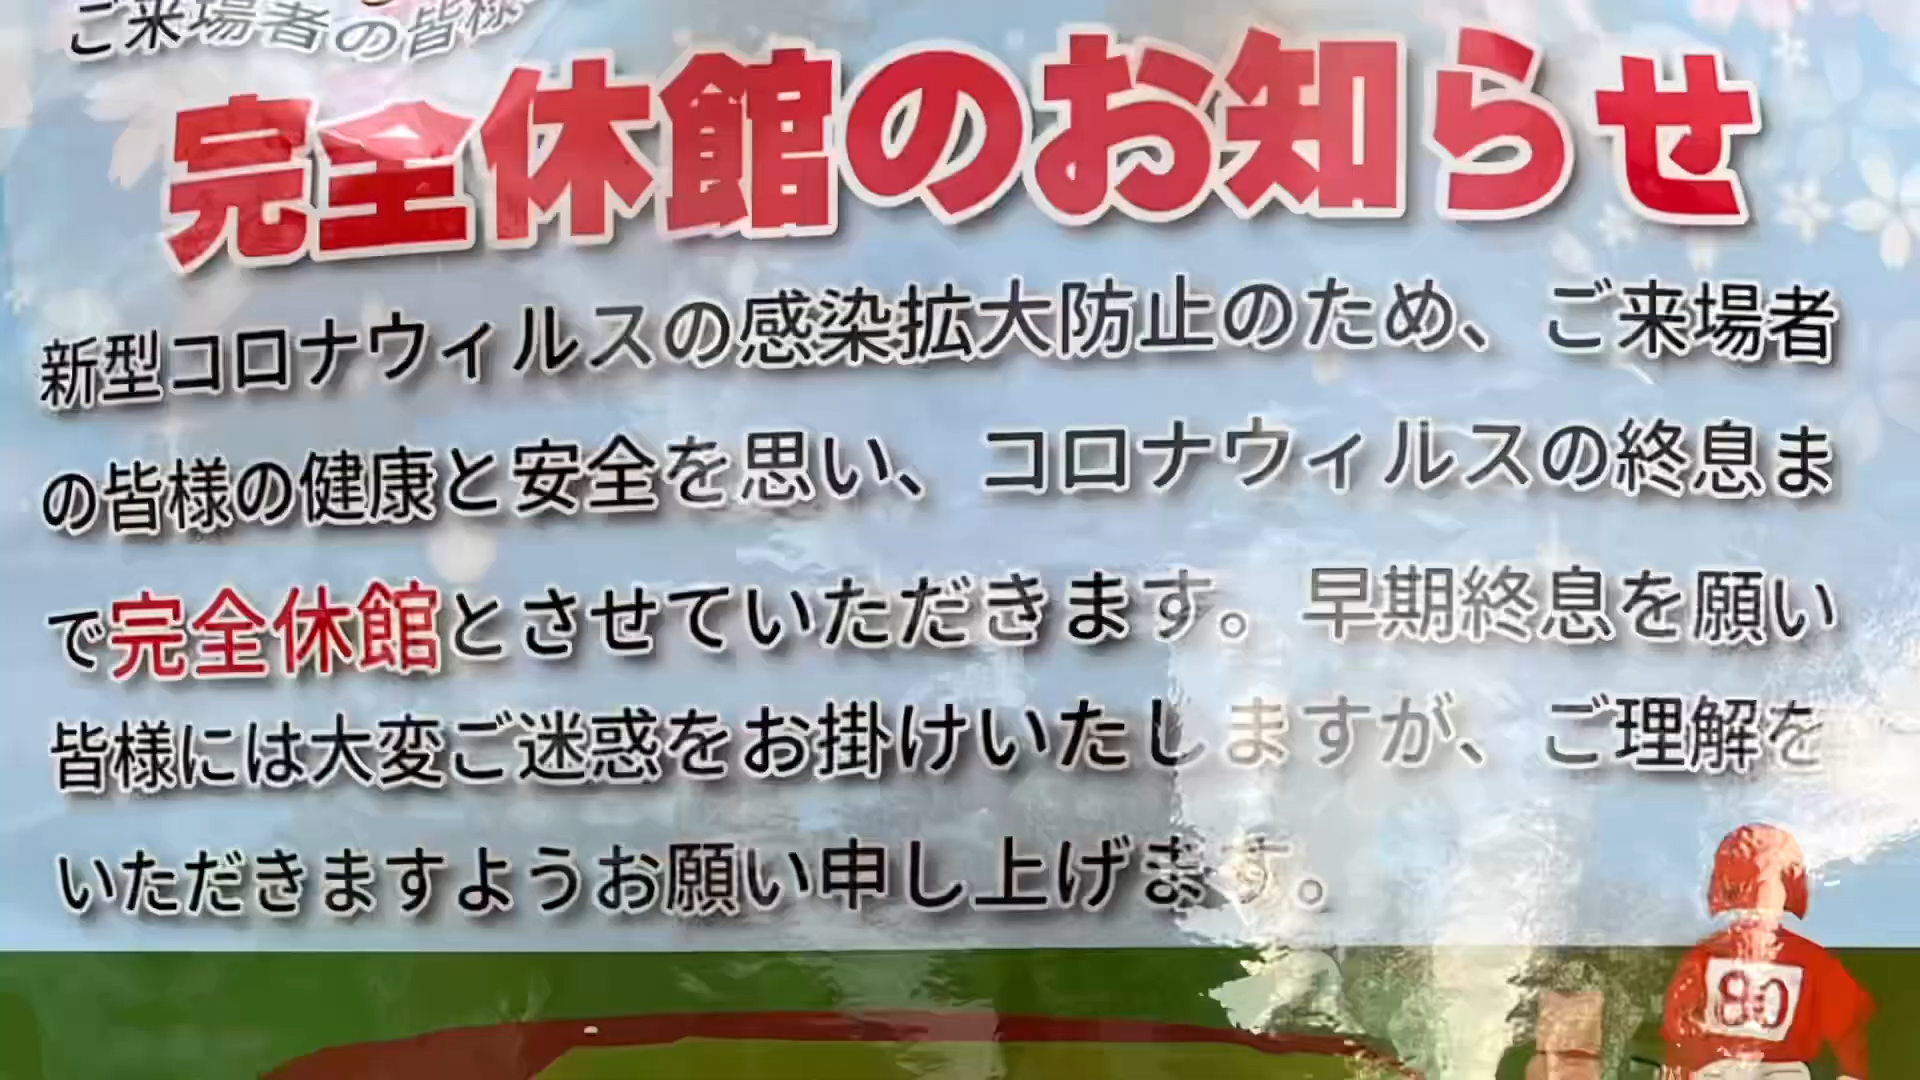 ご来場者の皆様
完全休館のお知らせ
新型コロナウィルスの感染拡大防止のため、ご来場者
の皆様の健康と安全を思い、コロナウィルスの終息ま
で完全休館とさせていただきます。早期終息を願い
皆様には大変ご迷惑をお掛けいたしますが、ご理解を
いただきますようお願い申し上げます。
80